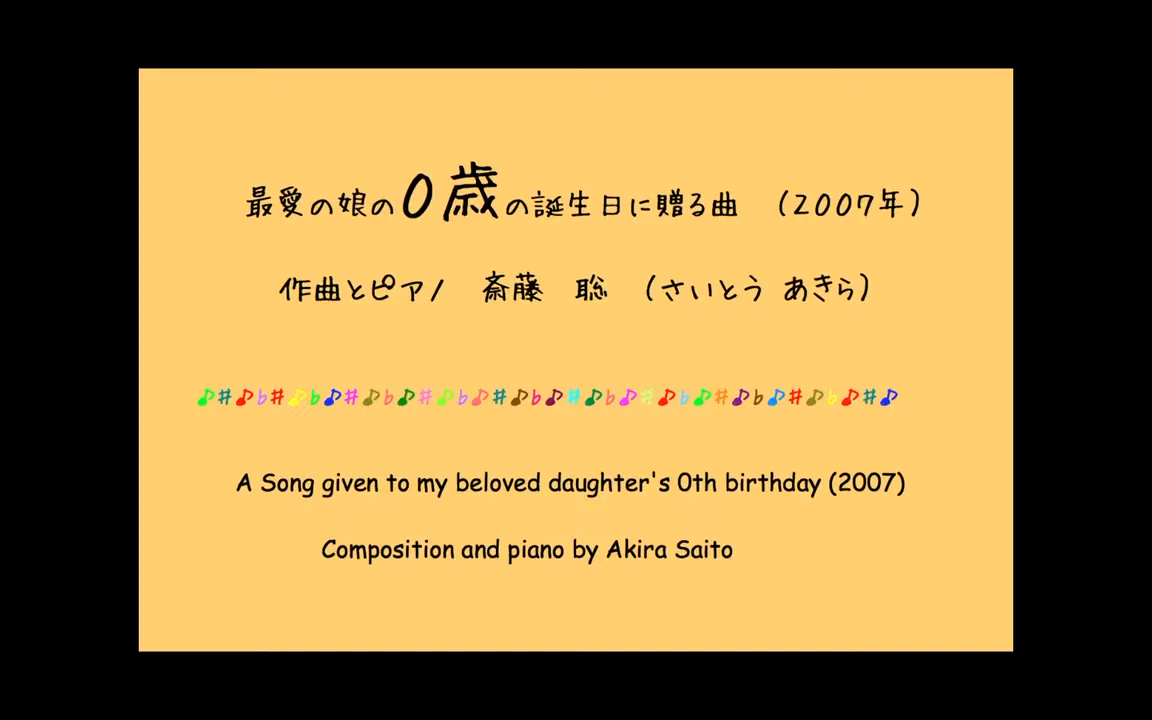 最愛の娘の0歳の誕生日に贈る曲　（2007年）
作曲とピアノ　斎藤　聡　（さいとう あきら）
♪#♪♭#♪♭♪#♪♭♪#♪♭♪#♪♭♪#♪♭♪#♪♭♪#♪♭♪#♪♭♪#♪
A Song given to my beloved daughter's 0th birthday (2007)
Composition and piano by Akira Saito